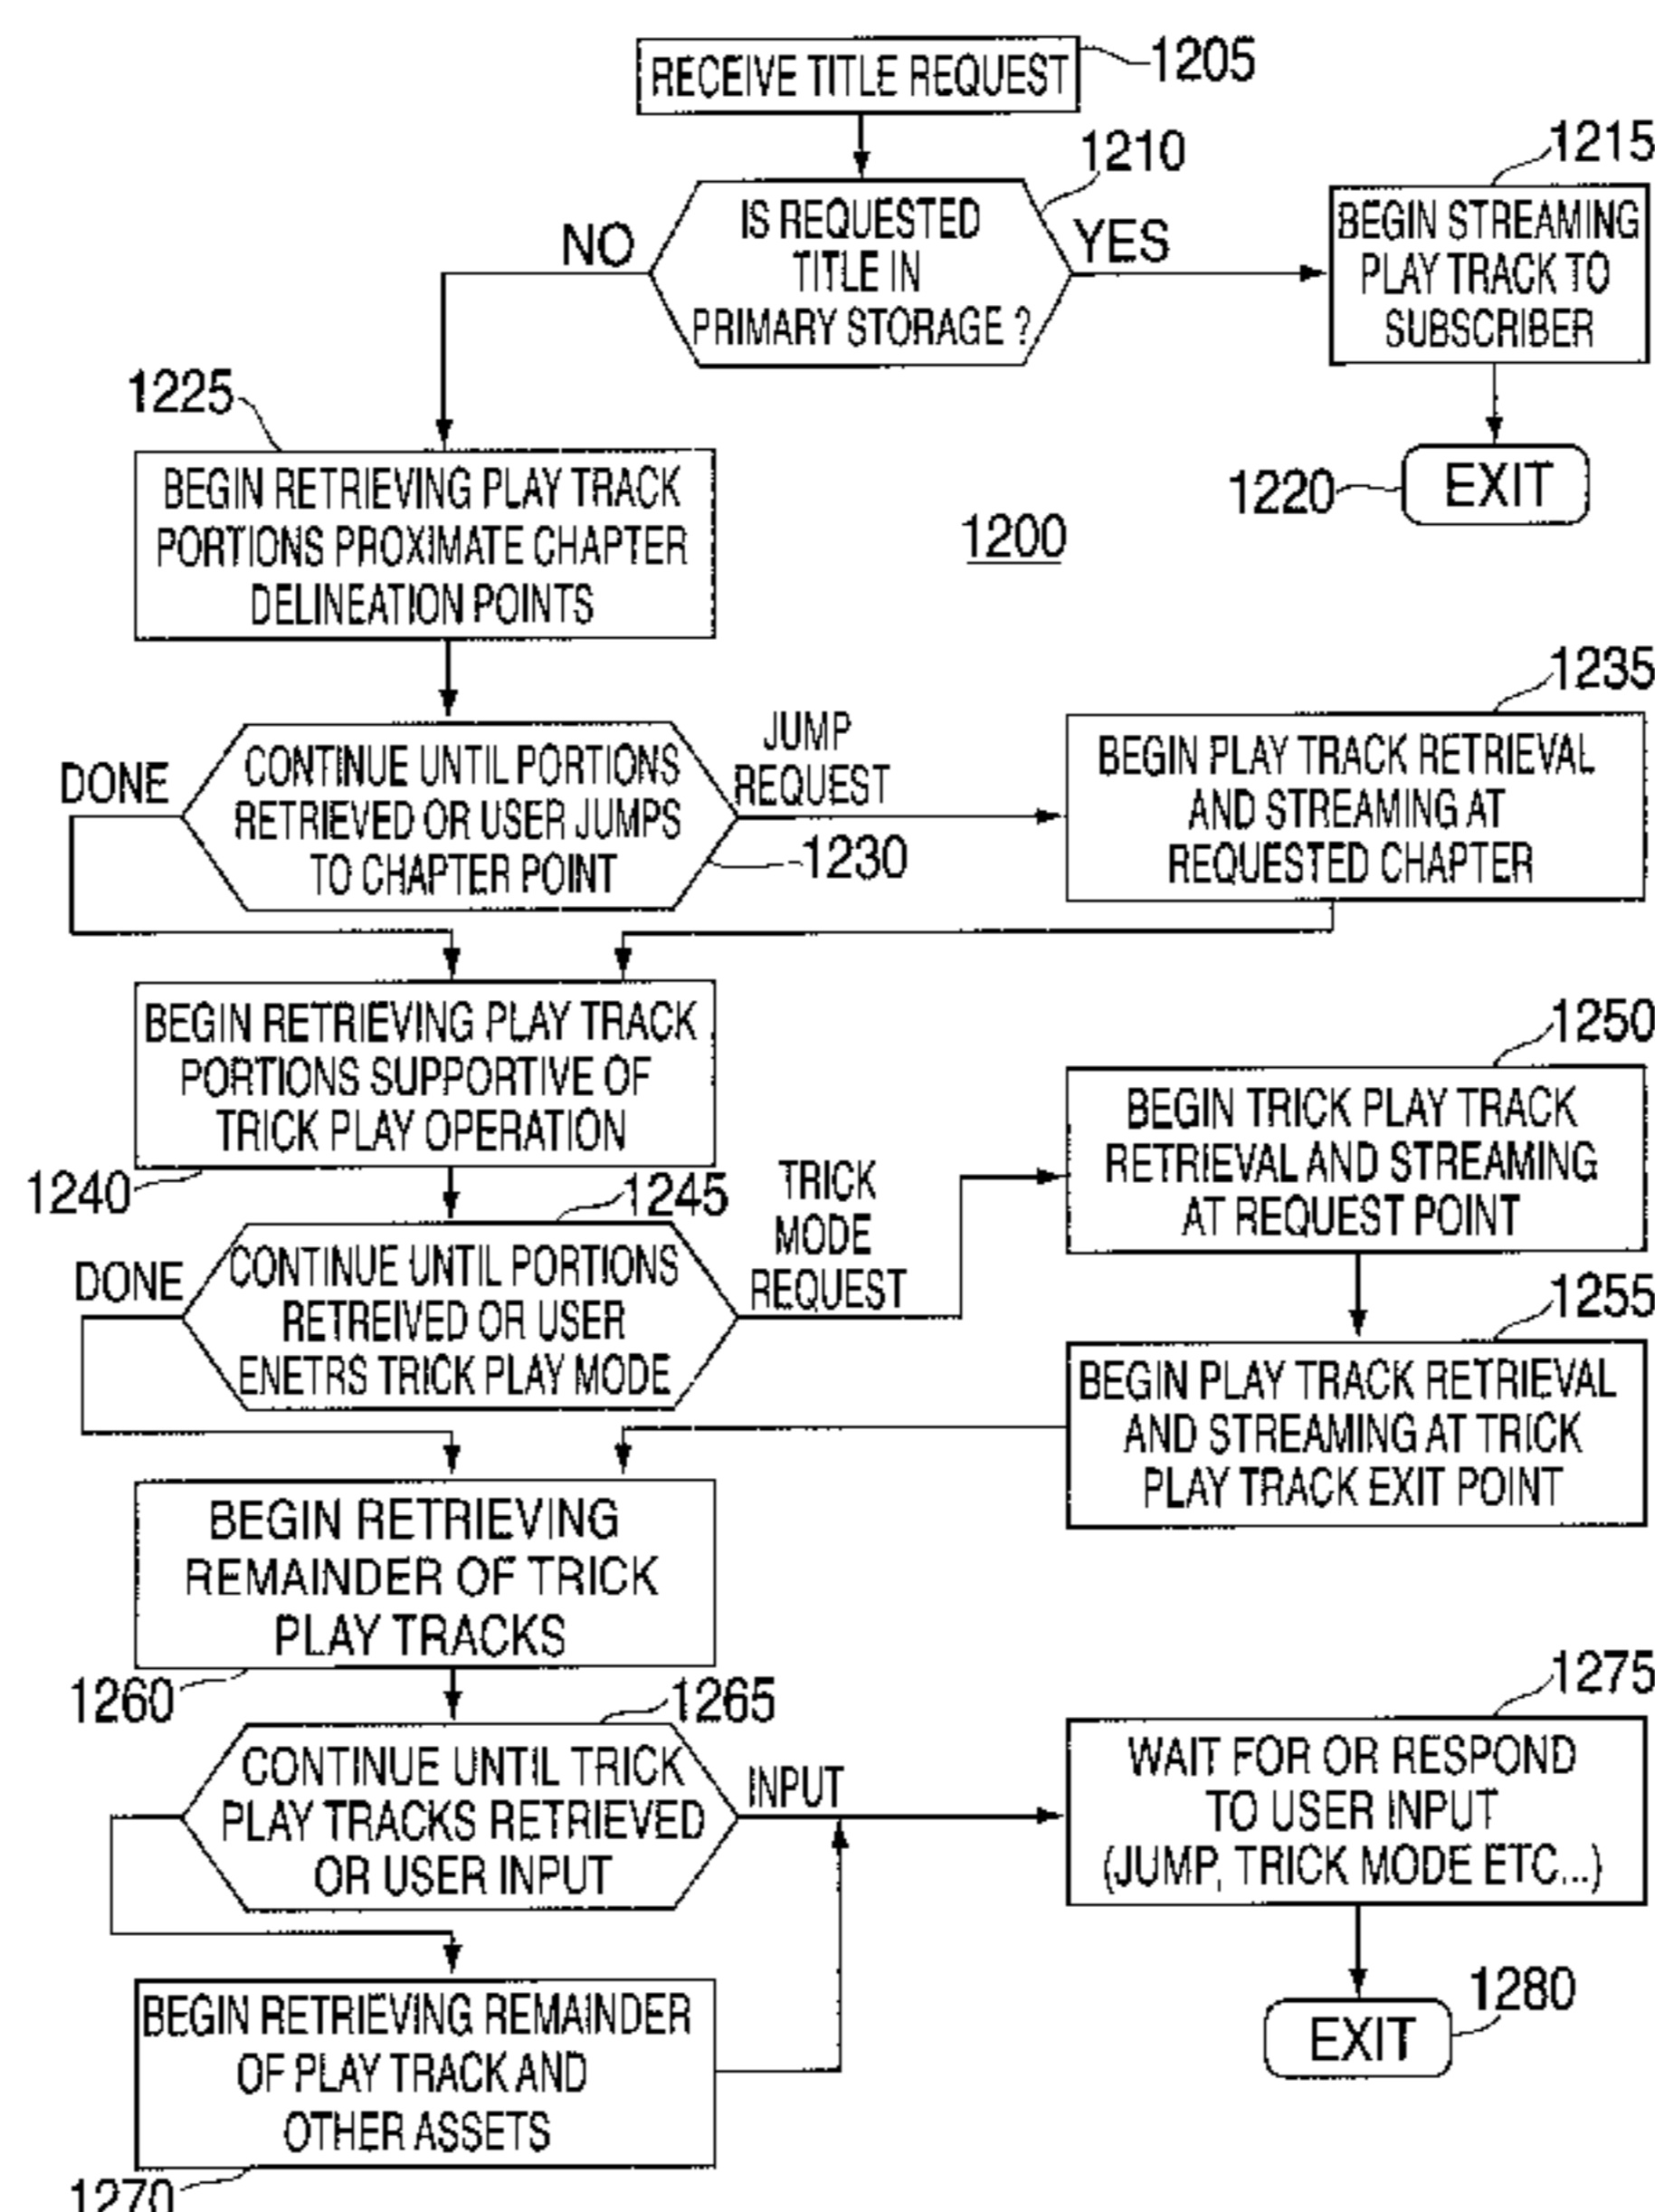 RECEIVE TITLE REQUEST
1205
1210
IS REQUESTED
TITLE IN
PRIMARY STORAGE ?
NO
YES
1215
BEGIN STREAMING
PLAY TRACK TO
SUBSCRIBER
1220
EXIT
1225
BEGIN RETRIEVING PLAY TRACK
PORTIONS PROXIMATE CHAPTER
DELINEATION POINTS
1200
DONE
CONTINUE UNTIL PORTIONS
RETRIEVED OR USER JUMPS
TO CHAPTER POINT
JUMP
REQUEST
1230
1235
BEGIN PLAY TRACK RETRIEVAL
AND STREAMING AT
REQUESTED CHAPTER
BEGIN RETRIEVING PLAY TRACK
PORTIONS SUPPORTIVE OF
TRICK PLAY OPERATION
1240
1245
DONE
CONTINUE UNTIL PORTIONS
RETREIVED OR USER
ENETRS TRICK PLAY MODE
TRICK
MODE
REQUEST
1250
BEGIN TRICK PLAY TRACK
RETRIEVAL AND STREAMING
AT REQUEST POINT
1255
BEGIN PLAY TRACK RETRIEVAL
AND STREAMING AT TRICK
PLAY TRACK EXIT POINT
BEGIN RETRIEVING
REMAINDER OF TRICK
PLAY TRACKS
1260
1265
CONTINUE UNTIL TRICK
PLAY TRACKS RETRIEVED
OR USER INPUT
INPUT
1275
WAIT FOR OR RESPOND
TO USER INPUT
(JUMP, TRICK MODE ETC...)
1280
EXIT
BEGIN RETRIEVING REMAINDER
OF PLAY TRACK AND
OTHER ASSETS
1270